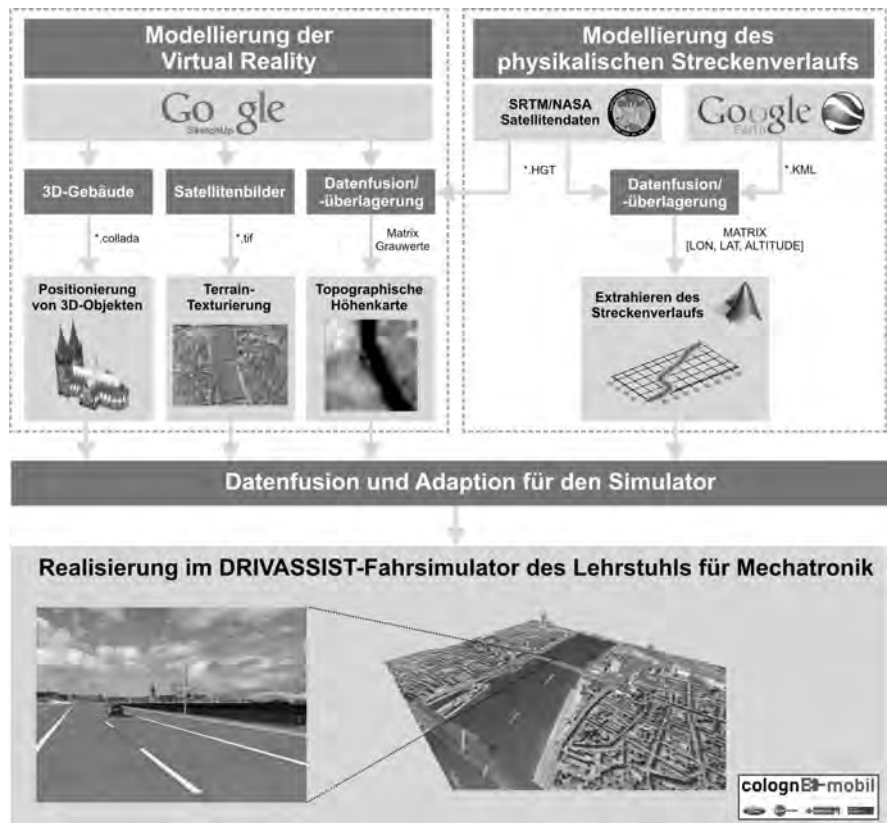 Modellierung der
Virtual Reality
Google
SketchUp
3D-Gebäude
Satellitenbilder
Datenfusion/
-überlagerung
*.collada
*.tif
Matrix
Grauwerte
Positionierung
von 3D-Objekten
Terrain-
Texturierung
Topographische
Höhenkarte
Modellierung des
physikalischen Streckenverlaufs
SRTM/NASA
Satellitendaten
Google
Earth
*.HGT
*.KML
Datenfusion/
-überlagerung
MATRIX
[LON, LAT, ALTITUDE]
Extrahieren des
Streckenverlaufs
Datenfusion und Adaption für den Simulator
Realisierung im DRIVASSIST-Fahrsimulator des Lehrstuhls für Mechatronik
colognE-mobil